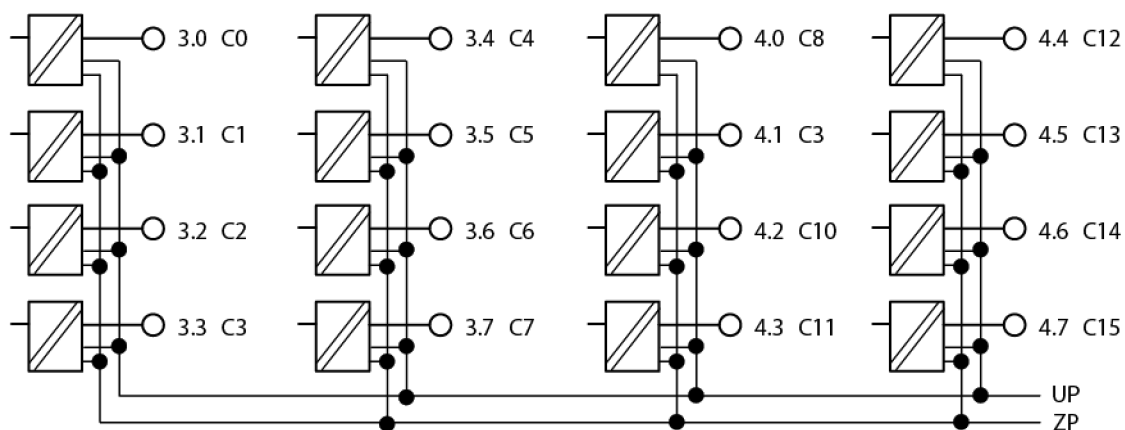 3.0 C0 3.4 C4 4.0 C8 4.4 C12
3.1 C1 3.5 C5 4.1 C3 4.5 C13
3.2 C2 3.6 C6 4.2 C10 4.6 C14
3.3 C3 3.7 C7 4.3 C11 4.7 C15
UP
ZP